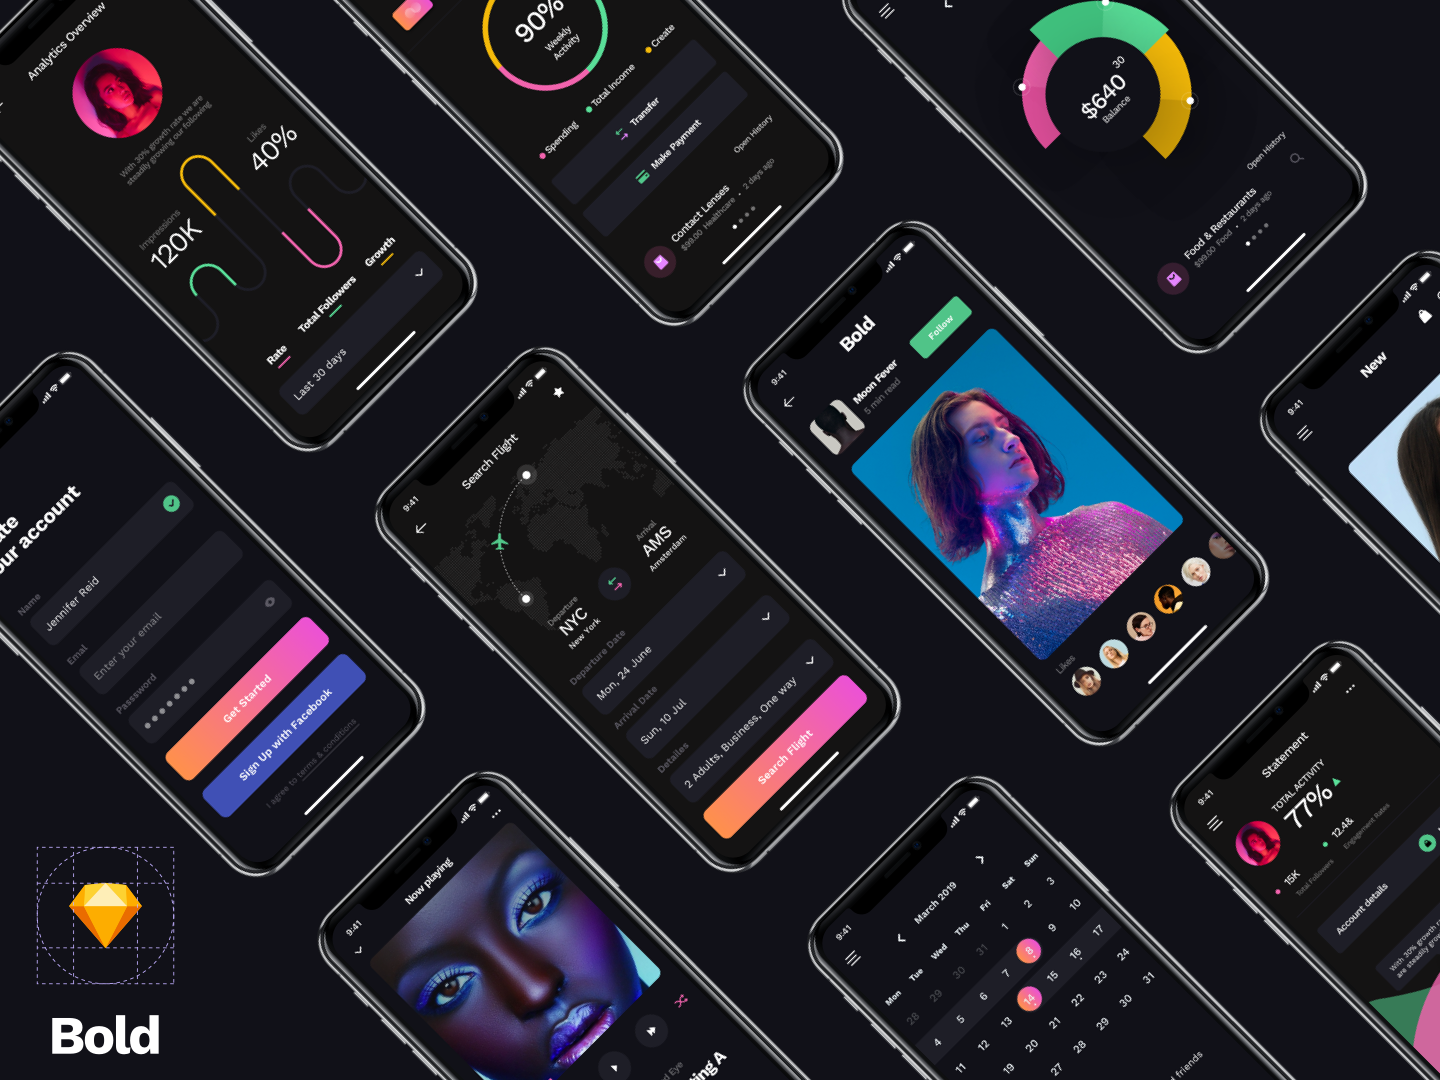 Analytics Overview
With 30% growth rate we are
steadily growing our following
Likes
40%
Impressions
120K
Rate
Total Followers
Growth
Last 30 days
90%
Weekly
Activity
Spending
Total Income
Create
Transfer
Make Payment
Open History
Contact Lenses
$99.00 Healthcare • 2 days ago
30
$640
Balance
Open History
Food & Restaurants
$99.00 Food • 2 days ago
our account
Name
Jennifer Reid
Email
Enter your email
Password
Get Started
Sign Up with Facebook
I agree to terms & conditions
9:41
Search Flight
Departure
NYC
New York
Arrival
AMS
Amsterdam
Departure Date
Mon, 24 June
Arrival Date
Sun, 10 Jul
Detailes
2 Adults, Business, One way
Search Flight
9:41
Bold
Moon Fever
5 min read
Follow
Likes
9:41
New
9:41
Now playing
9:41
March 2019
Mon Tue Wed Thu Fri Sat Sun
28 29 30 31 1 2 3
4 5 6 7 8 9 10
11 12 13 14 15 16 17
20 21 22 23 24
27 28 29 30 31
friends
9:41
Statement
TOTAL ACTIVITY
77%
15K
Total Followers
12.4&
Engagement Rates
Account details
With 30% growth
are steadily
Bold